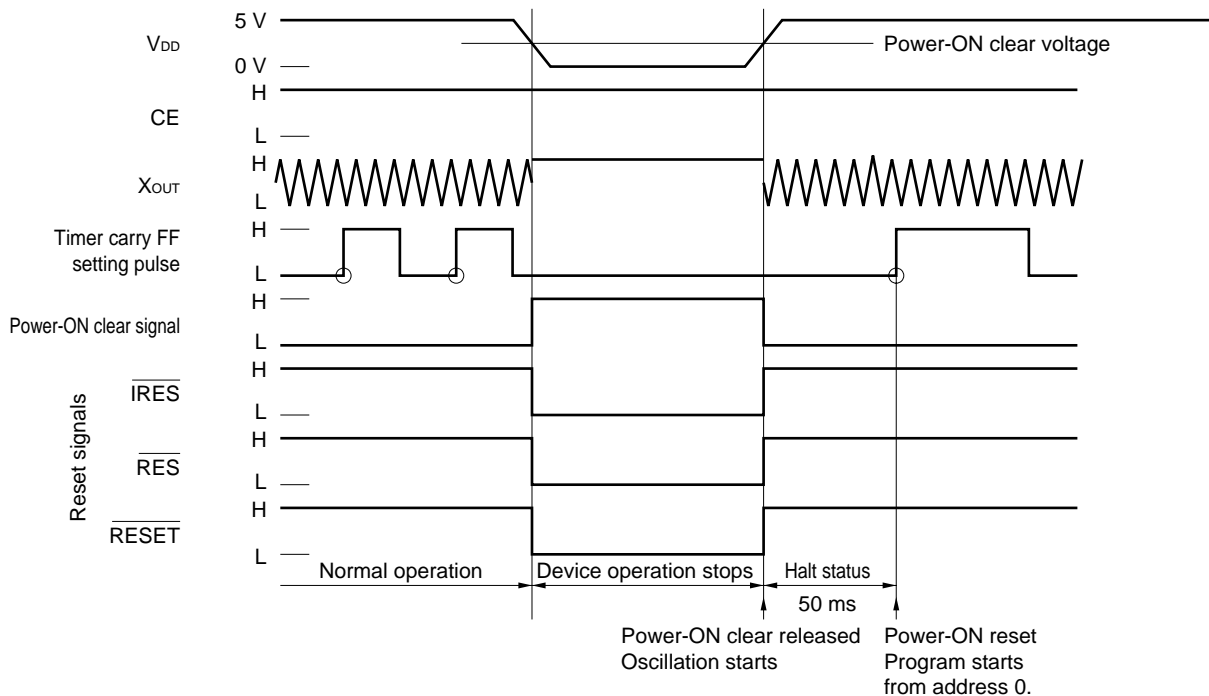 5 V
VDD
Power-ON clear voltage
0 V
H
CE
L
H
XOUT
L
H
Timer carry FF
setting pulse
L
H
Power-ON clear signal
L
Reset signals
H
IRES
L
H
RES
L
H
RESET
L
Normal operation
Device operation stops
Halt status
50 ms
Power-ON clear released
Oscillation starts
Power-ON reset
Program starts
from address 0.